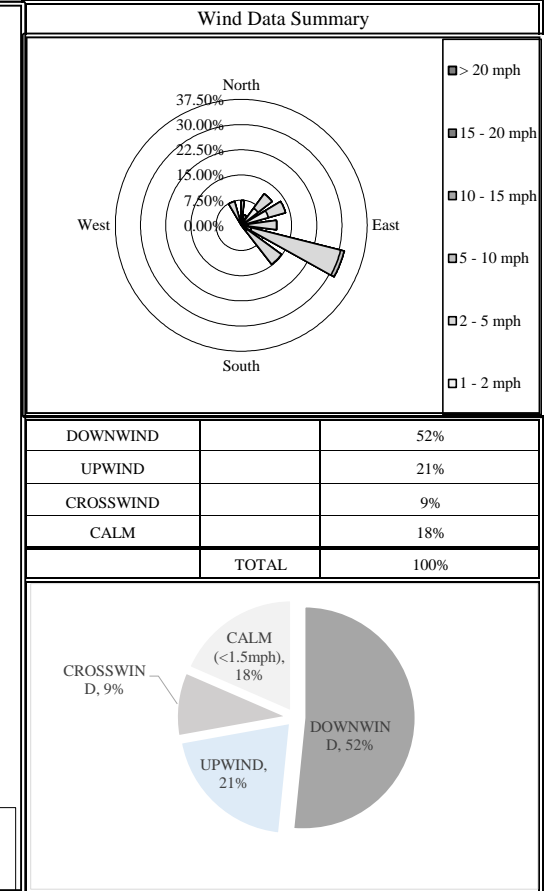 Wind Data Summary
North
37.50%
30.00%
22.50%
15.00%
7.50%
0.00%
West
East
South
> 20 mph
15 - 20 mph
10 - 15 mph
5 - 10 mph
2 - 5 mph
1 - 2 mph
DOWNWIND 52%
UPWIND 21%
CROSSWIND 9%
CALM 18%
TOTAL 100%
CALM
(<1.5mph),
18%
CROSSWIN
D, 9%
DOWNWIN
D, 52%
UPWIND,
21%